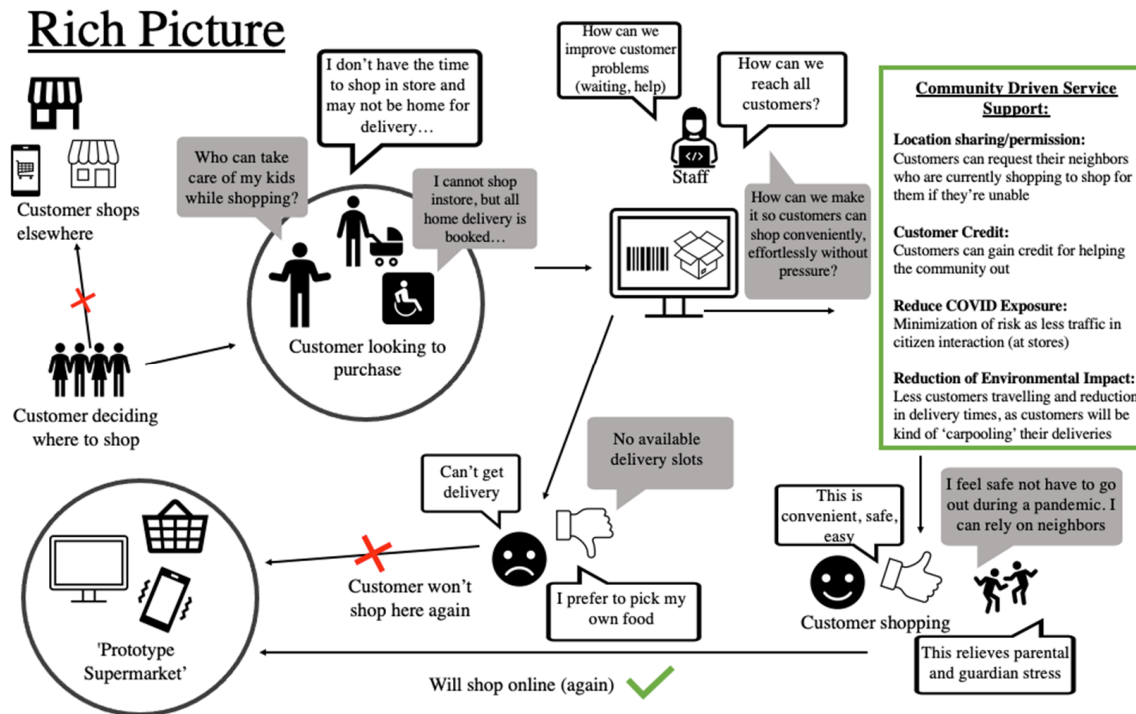 Rich Picture
Customer shops
elsewhere
Customer deciding
where to shop
Who can take
care of my kids
while shopping?
I don't have the time
to shop in store and
may not be home for
delivery…
I cannot shop
instore, but all
home delivery is
booked…
Customer looking to
purchase
How can we
improve customer
problems
(waiting, help)
How can we
reach all
customers?
</>
Staff
How can we make
it so customers can
shop conveniently,
effortlessly without
pressure?
Community Driven Service
Support:
Location sharing/permission:
Customers can request their neighbors
who are currently shopping to shop for
them if they're unable
Customer Credit:
Customers can gain credit for helping
the community out
Reduce COVID Exposure:
Minimization of risk as less traffic in
citizen interaction (at stores)
Reduction of Environmental Impact:
Less customers travelling and reduction
in delivery times, as customers will be
kind of 'carpooling' their deliveries
No available
delivery slots
Can't get
delivery
I prefer to pick my
own food
Customer won't
shop here again
'Prototype
Supermarket'
This is
convenient, safe,
easy
I feel safe not have to go
out during a pandemic. I
can rely on neighbors
Customer shopping
This relieves parental
and guardian stress
Will shop online (again)